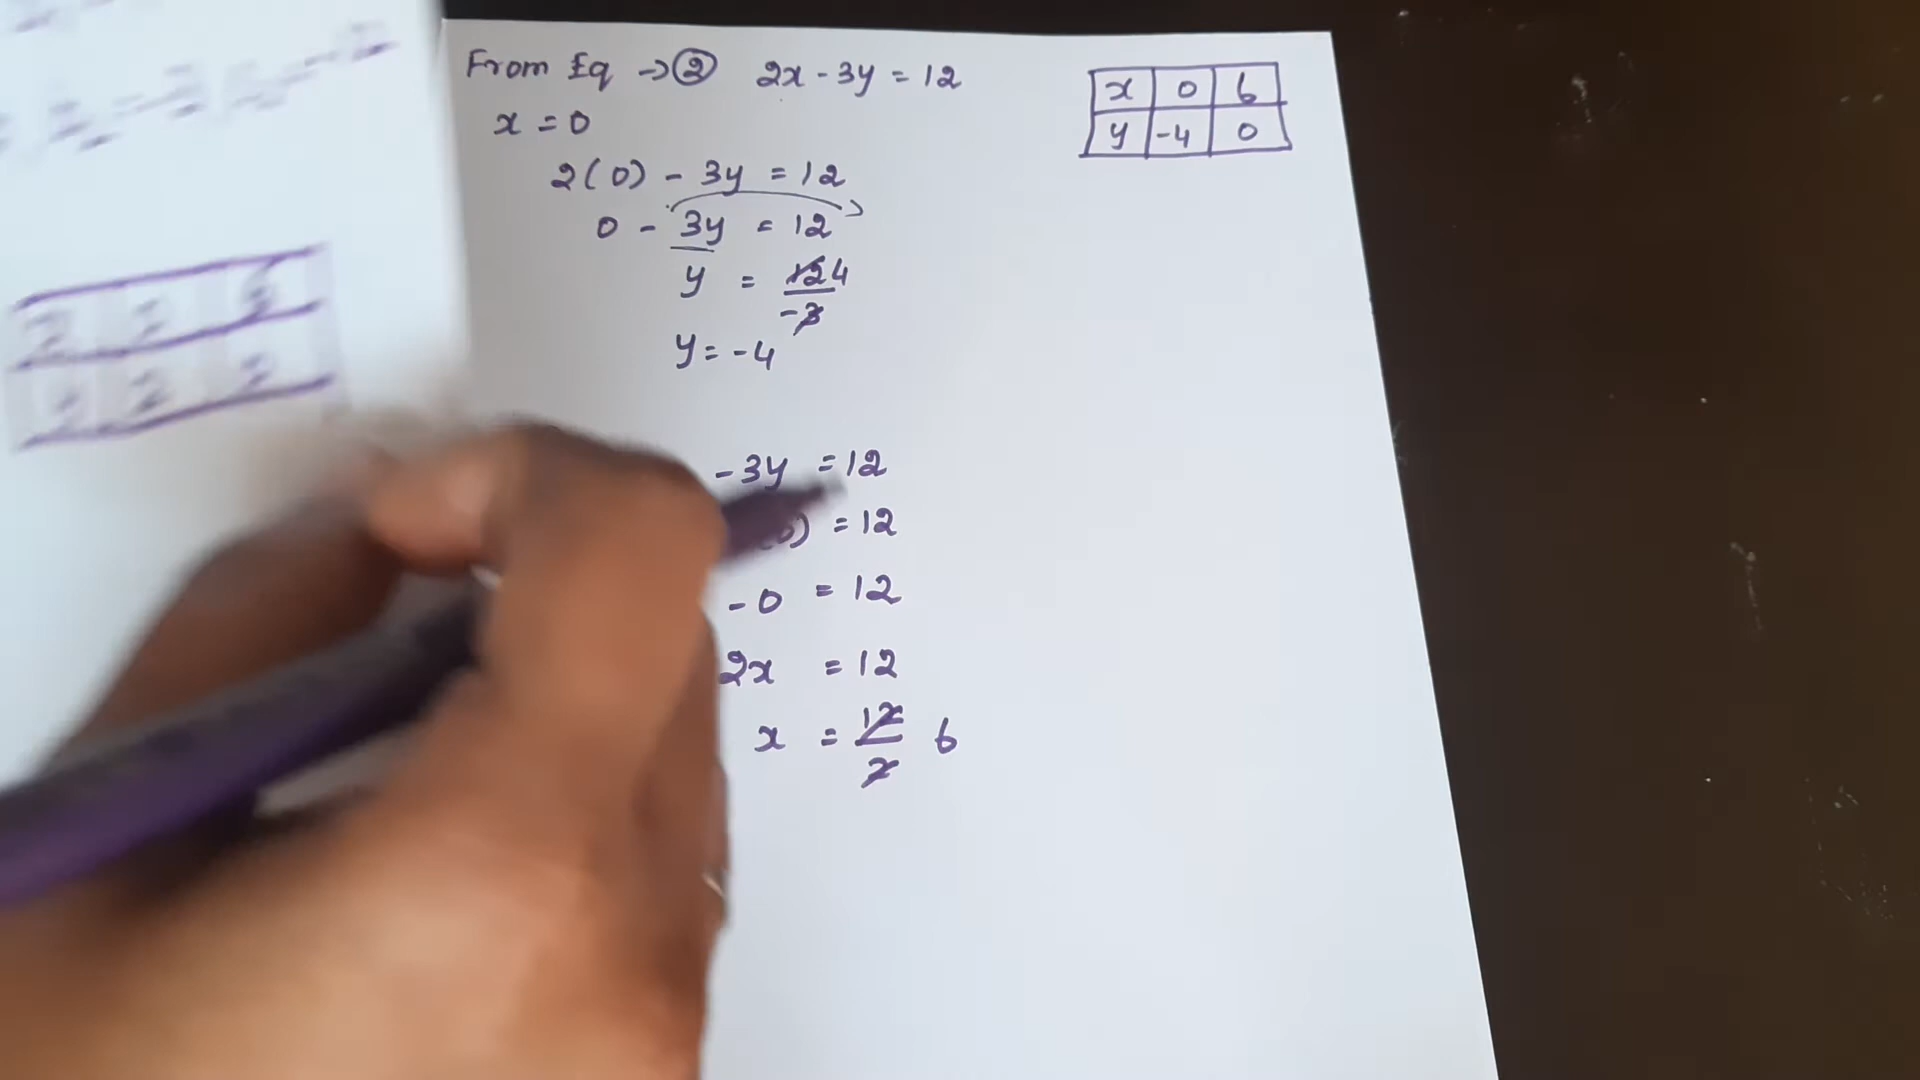 From Eq → ② 2x - 3y = 12
x = 0
2(0) - 3y = 12
0 - 3y = 12
y = 12 4
-3
y = -4
- 3y = 12
0) = 12
- 0 = 12
2x = 12
x = 12 6
2
x 0 6
y -4 0